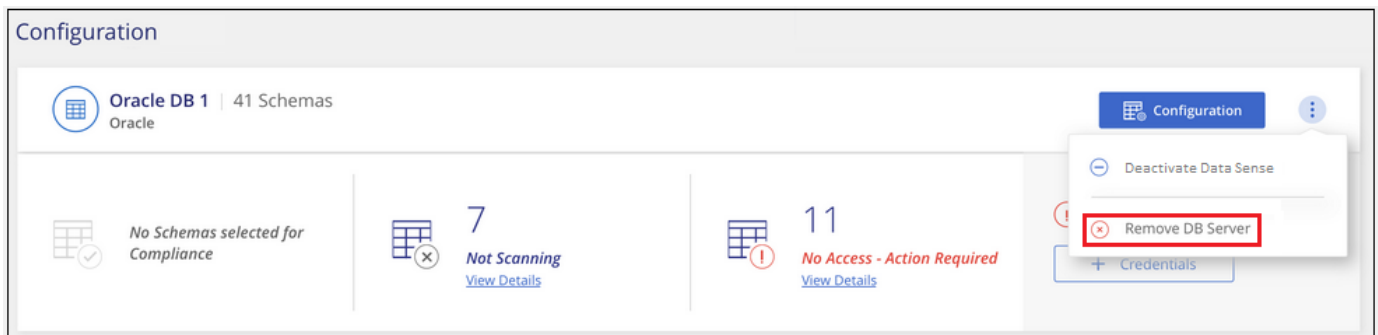 Configuration
Oracle DB 1 | 41 Schemas
Oracle
Configuration
Deactivate Data Sense
Remove DB Server
No Schemas selected for
Compliance
7
Not Scanning
View Details
11
No Access - Action Required
View Details
+ Credentials